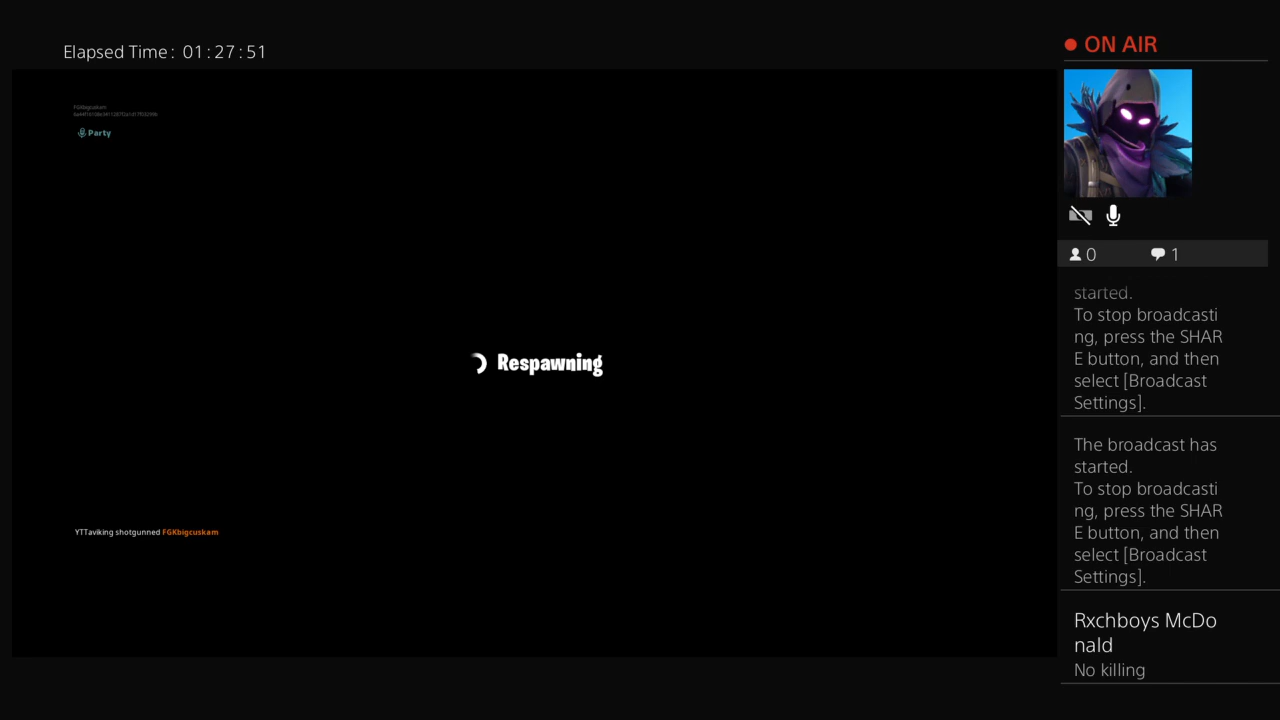 Elapsed Time: 01:27:51
ON AIR
FGKbigcuskam
Party
0
1
started.
To stop broadcasti
ng, press the SHAR
E button, and then
select [Broadcast
Settings].
Respawning
The broadcast has
started.
To stop broadcasti
ng, press the SHAR
E button, and then
select [Broadcast
Settings].
YTTaviking shotgunned FGKbigcuskam
Rxchboys McDo
nald
No killing